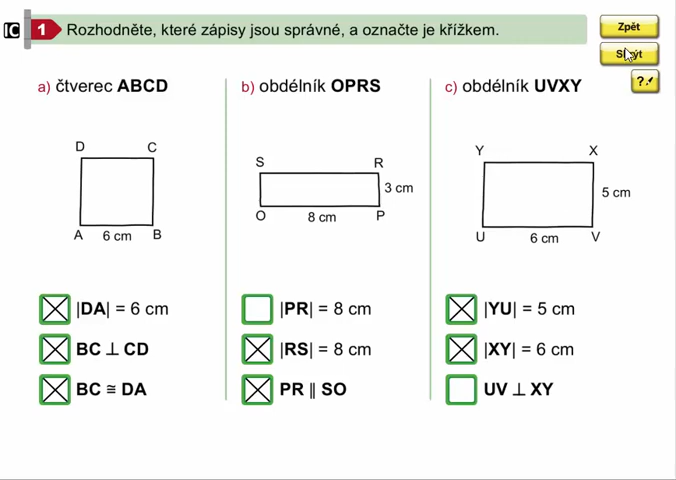 IC 1 Rozhodněte, které zápisy jsou správné, a označte je křížkem.
Zpět
?
a) čtverec ABCD
D C
A 6 cm B
|DA| = 6 cm
BC ⊥ CD
BC ≅ DA
b) obdélník OPRS
S R
3 cm
O 8 cm P
|PR| = 8 cm
|RS| = 8 cm
PR ∥ SO
c) obdélník UVXY
Y X
5 cm
U 6 cm V
|YU| = 5 cm
|XY| = 6 cm
UV ⊥ XY